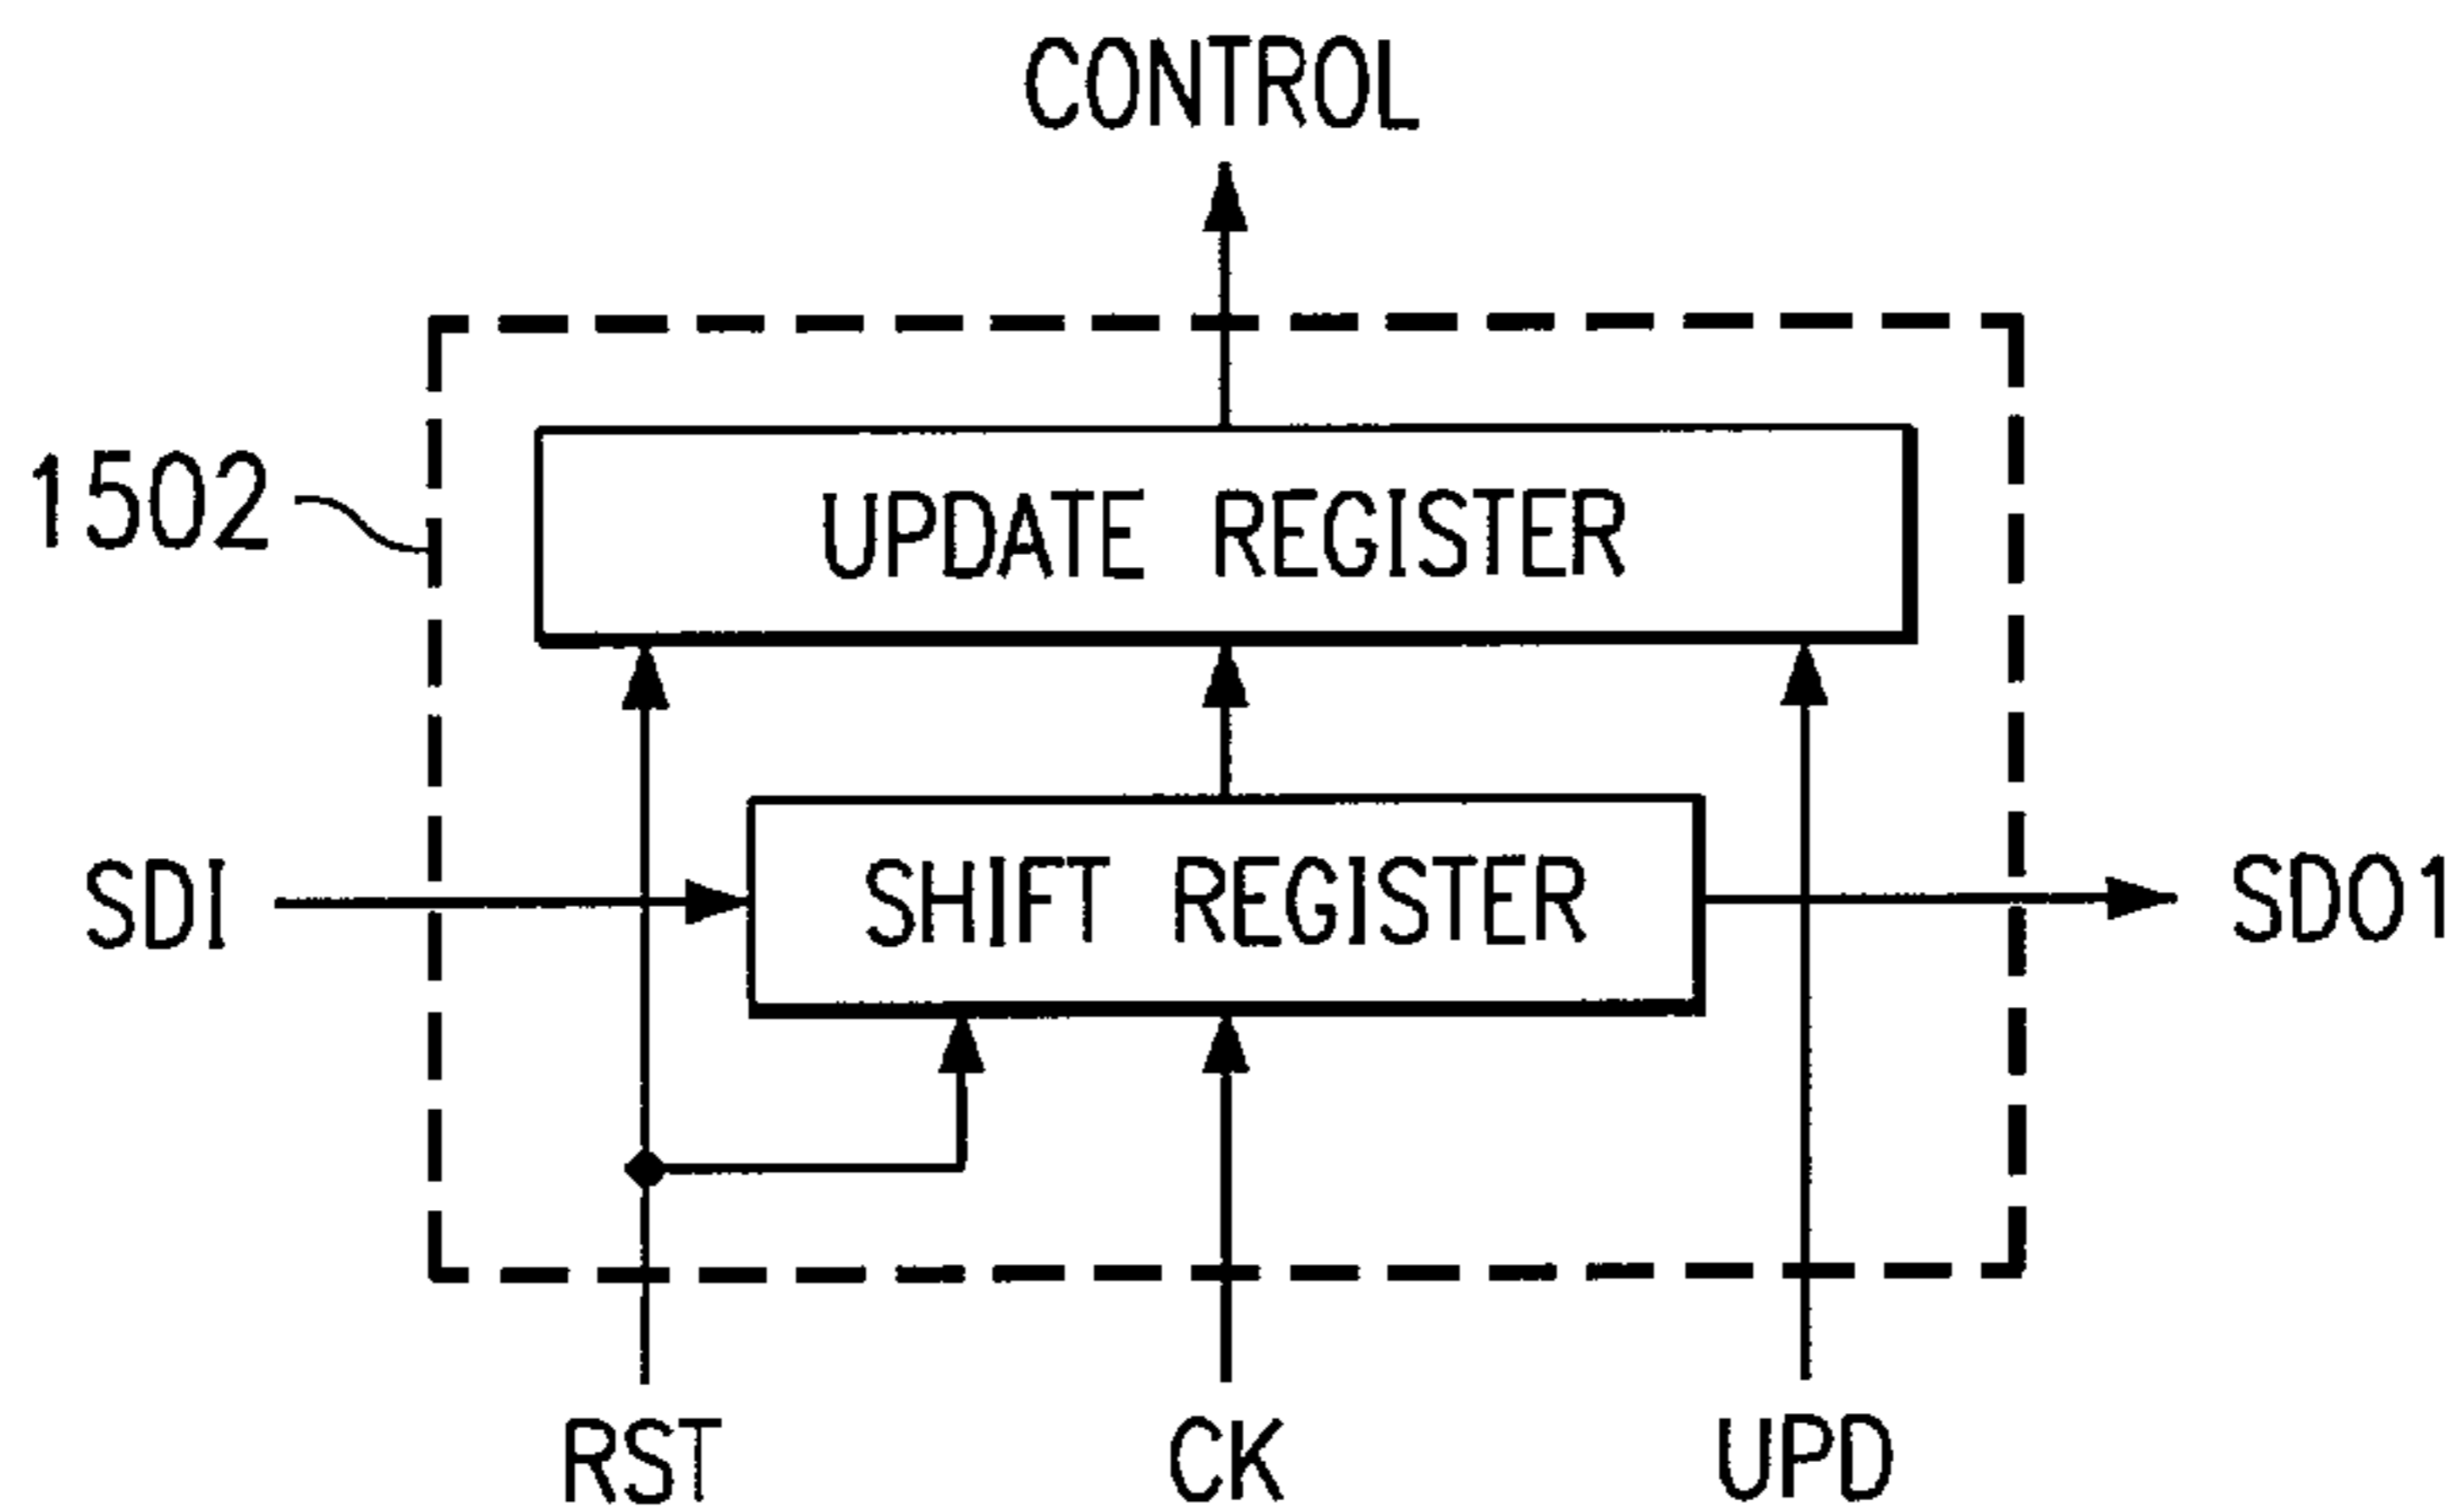 CONTROL
1502
UPDATE REGISTER
SDI
SHIFT REGISTER
SDO1
RST
CK
UPD